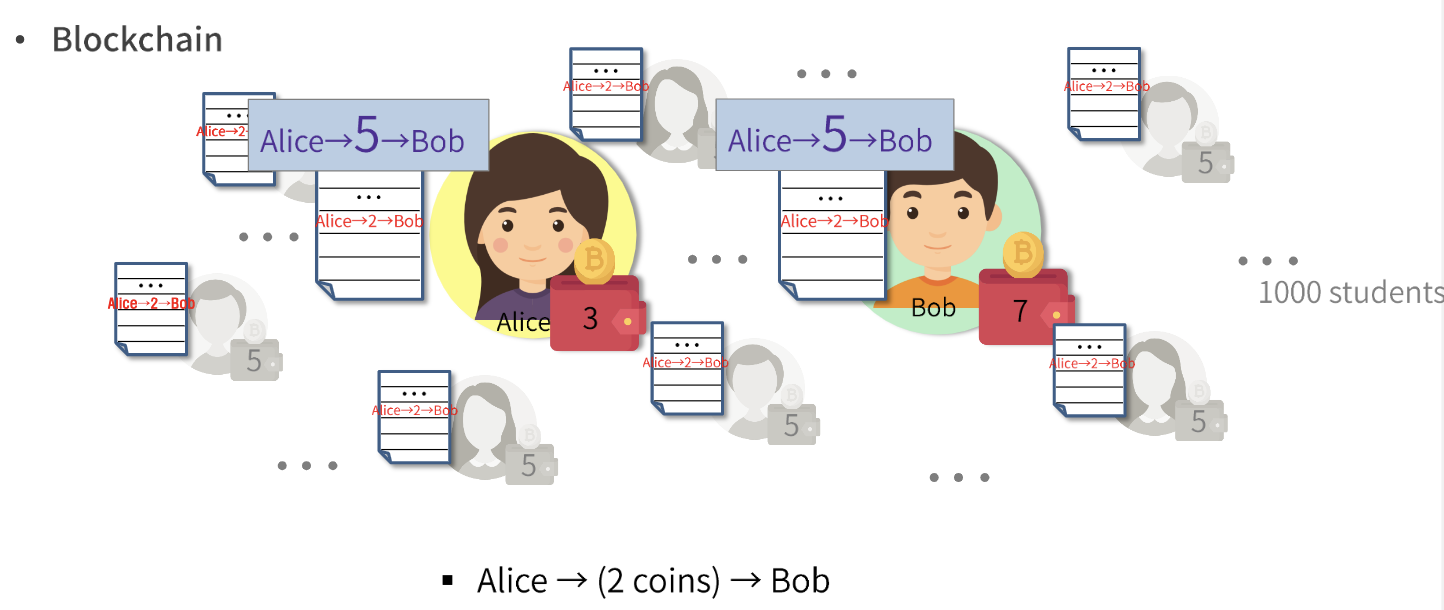 • Blockchain
Alice→2→Bob
Alice→2→Bob
Alice→2-
Alice→5→Bob
Alice→5→Bob
5
Alice→2→Bob
Alice→2→Bob
1000 students
Alice→2→Bob
Alice
3
Bob
7
5
Alice→2→Bob
5
Alice→2→Bob
5
Alice→2→Bob
5
▪ Alice → (2 coins) → Bob